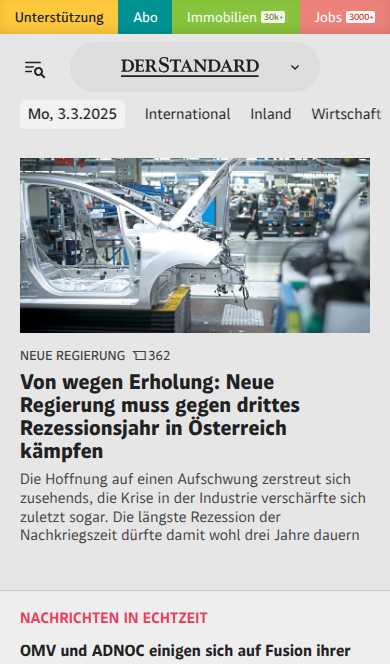 Unterstützung Abo Immobilien 30k+ Jobs 3000+
DERSTANDARD
Mo, 3.3.2025 International Inland Wirtschaft
NEUE REGIERUNG 362
Von wegen Erholung: Neue
Regierung muss gegen drittes
Rezessionsjahr in Österreich
kämpfen
Die Hoffnung auf einen Aufschwung zerstreut sich
zusehends, die Krise in der Industrie verschärfte sich
zuletzt sogar. Die längste Rezession der
Nachkriegszeit dürfte damit wohl drei Jahre dauern
NACHRICHTEN IN ECHTZEIT
OMV und ADNOC einigen sich auf Fusion ihrer